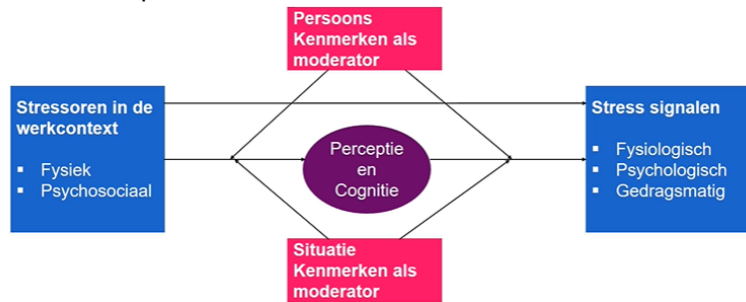 Persoons
Kenmerken als
moderator
Stressoren in de
werkcontext
▪ Fysiek
▪ Psychosociaal
Perceptie
en
Cognitie
Stress signalen
▪ Fysiologisch
▪ Psychologisch
▪ Gedragsmatig
Situatie
Kenmerken als
moderator